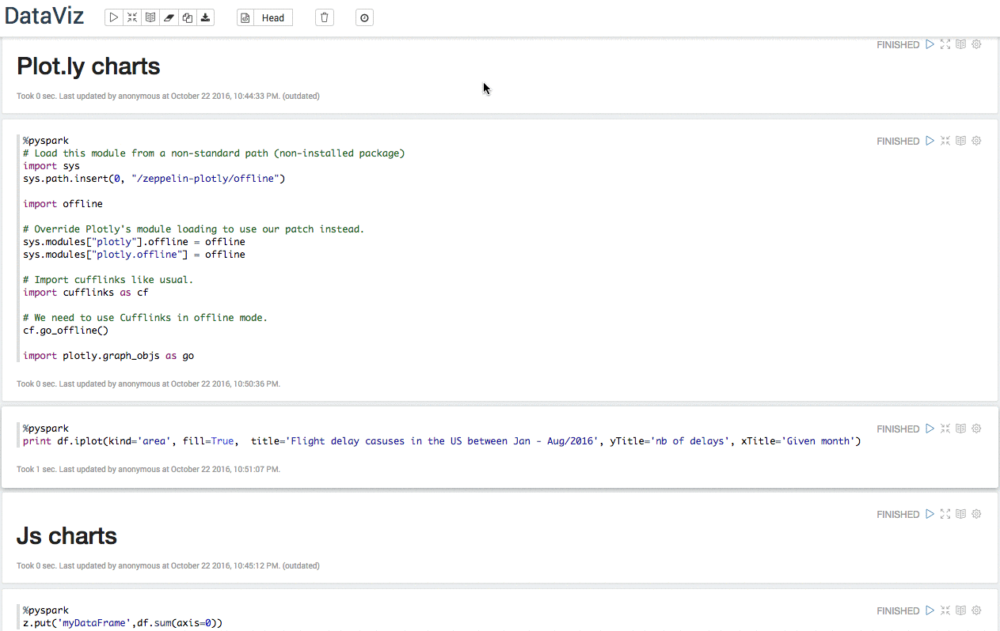 DataViz
Head
FINISHED
Plot.ly charts
Took 0 sec. Last updated by anonymous at October 22 2016, 10:44:33 PM. (outdated)
FINISHED
%pyspark
# Load this module from a non-standard path (non-installed package)
import sys
sys.path.insert(0, "/zeppelin-plotly/offline")
import offline
# Override Plotly's module loading to use our patch instead.
sys.modules["plotly"].offline = offline
sys.modules["plotly.offline"] = offline
# Import cufflinks like usual.
import cufflinks as cf
# We need to use Cufflinks in offline mode.
cf.go_offline()
import plotly.graph_objs as go
Took 0 sec. Last updated by anonymous at October 22 2016, 10:50:36 PM.
FINISHED
%pyspark
print df.iplot(kind='area', fill=True,  title='Flight delay casuses in the US between Jan - Aug/2016', yTitle='nb of delays', xTitle='Given month')
Took 1 sec. Last updated by anonymous at October 22 2016, 10:51:07 PM.
FINISHED
Js charts
Took 0 sec. Last updated by anonymous at October 22 2016, 10:45:12 PM. (outdated)
FINISHED
%pyspark
z.put('myDataFrame',df.sum(axis=0))